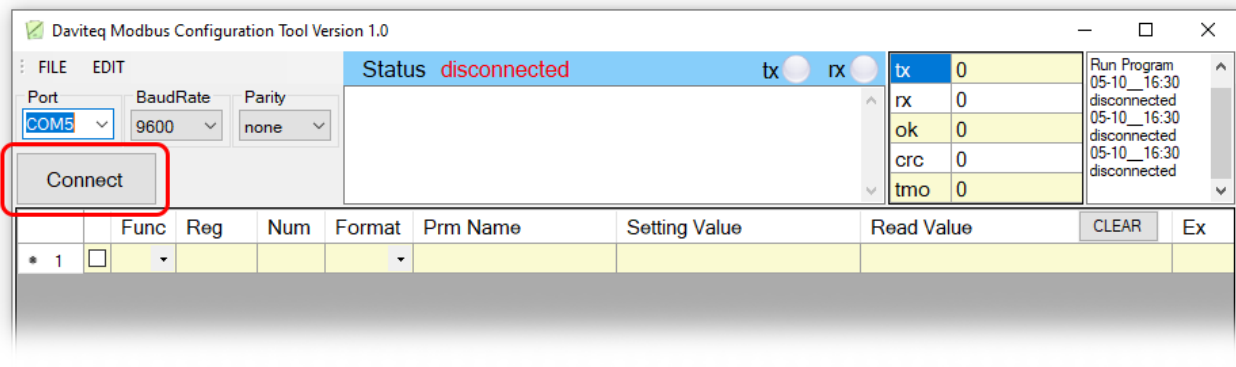 Daviteq Modbus Configuration Tool Version 1.0
FILE EDIT
Status disconnected tx rx
Port BaudRate Parity
COM5 9600 none
Connect
tx 0
rx 0
ok 0
crc 0
tmo 0
Run Program
05-10__16:30
disconnected
05-10__16:30
disconnected
05-10__16:30
disconnected
Func Reg Num Format Prm Name Setting Value Read Value CLEAR Ex
* 1